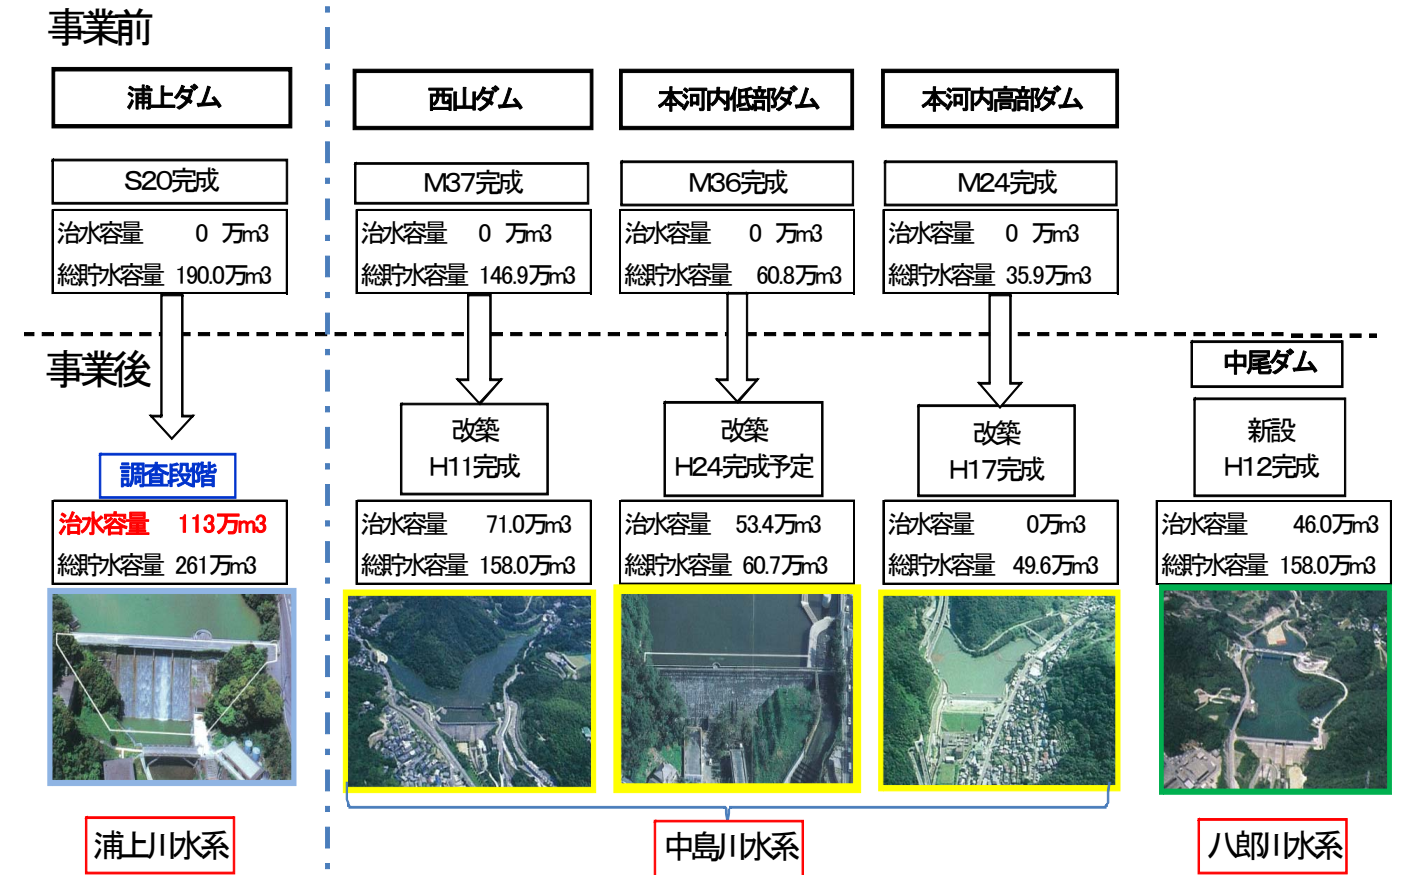 事業前
浦上ダム
西山ダム
本河内低部ダム
本河内高部ダム
S20完成
M37完成
M36完成
M24完成
治水容量 0 万m3
総貯水容量 190.0万m3
治水容量 0 万m3
総貯水容量 146.9万m3
治水容量 0 万m3
総貯水容量 60.8万m3
治水容量 0 万m3
総貯水容量 35.9万m3
事業後
中尾ダム
調査段階
改築
H11完成
改築
H24完成予定
改築
H17完成
新設
H12完成
治水容量 113万m3
総貯水容量 261万m3
治水容量 71.0万m3
総貯水容量 158.0万m3
治水容量 53.4万m3
総貯水容量 60.7万m3
治水容量 0万m3
総貯水容量 49.6万m3
治水容量 46.0万m3
総貯水容量 158.0万m3
浦上川水系
中島川水系
八郎川水系